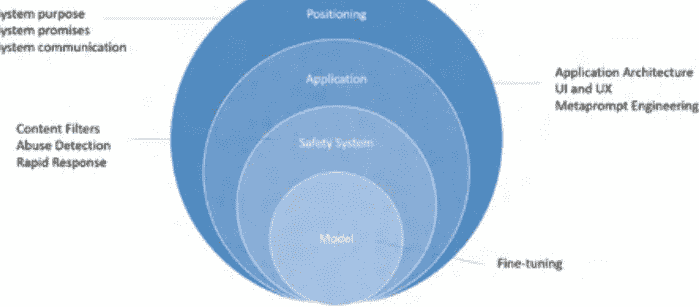 ystem purpose
ystem promises
ystem communication
Positioning
Application
Application Architecture
UI and UX
Metaprompt Engineering
Content Filters
Abuse Detection
Rapid Response
Safety System
Model
Fine-tuning